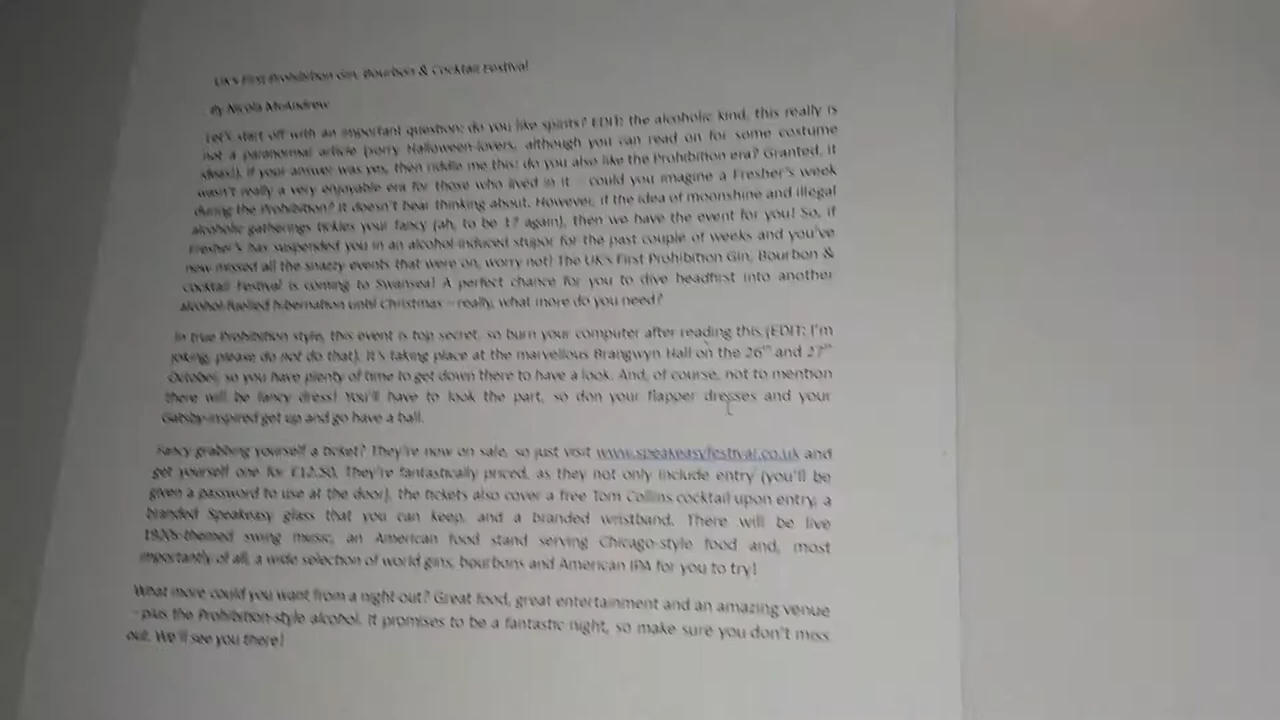 UK's First Prohibition Gin, Bourbon & Cocktail Festival
By Nicola McAndrew
Let's start off with an important question: do you like spirits? EDIT: the alcoholic kind, this really is
not a paranormal article (sorry Halloween-lovers, although you can read on for some costume
ideas!). If your answer was yes, then riddle me this: do you also like the Prohibition era? Granted, it
wasn't really a very enjoyable era for those who lived in it – could you imagine a Fresher's week
during the Prohibition? It doesn't bear thinking about. However, if the idea of moonshine and illegal
alcoholic gatherings tickles your fancy (ah, to be 17 again), then we have the event for you! So, if
Fresher's has suspended you in an alcohol-induced stupor for the past couple of weeks and you've
now missed all the snazzy events that were on, worry not! The UK's First Prohibition Gin, Bourbon &
Cocktail Festival is coming to Swansea! A perfect chance for you to dive headfirst into another
alcohol-fuelled hibernation until Christmas – really, what more do you need?
In true Prohibition style, this event is top secret, so burn your computer after reading this (EDIT: I'm
joking, please do not do that). It's taking place at the marvellous Brangwyn Hall on the 26th and 27th
October, so you have plenty of time to get down there to have a look. And, of course, not to mention
there will be fancy dress! You'll have to look the part, so don your flapper dresses and your
Gatsby-inspired get up and go have a ball.
Fancy grabbing yourself a ticket? They're now on sale, so just visit www.speakeasyfestival.co.uk and
get yourself one for £12.50. They're fantastically priced, as they not only include entry (you'll be
given a password to use at the door), the tickets also cover a free Tom Collins cocktail upon entry, a
branded Speakeasy glass that you can keep, and a branded wristband. There will be live
1920s-themed swing music, an American food stand serving Chicago-style food and, most
importantly of all, a wide selection of world gins, bourbons and American IPA for you to try!
What more could you want from a night out? Great food, great entertainment and an amazing venue
– plus the Prohibition-style alcohol. It promises to be a fantastic night, so make sure you don't miss
out. We'll see you there!